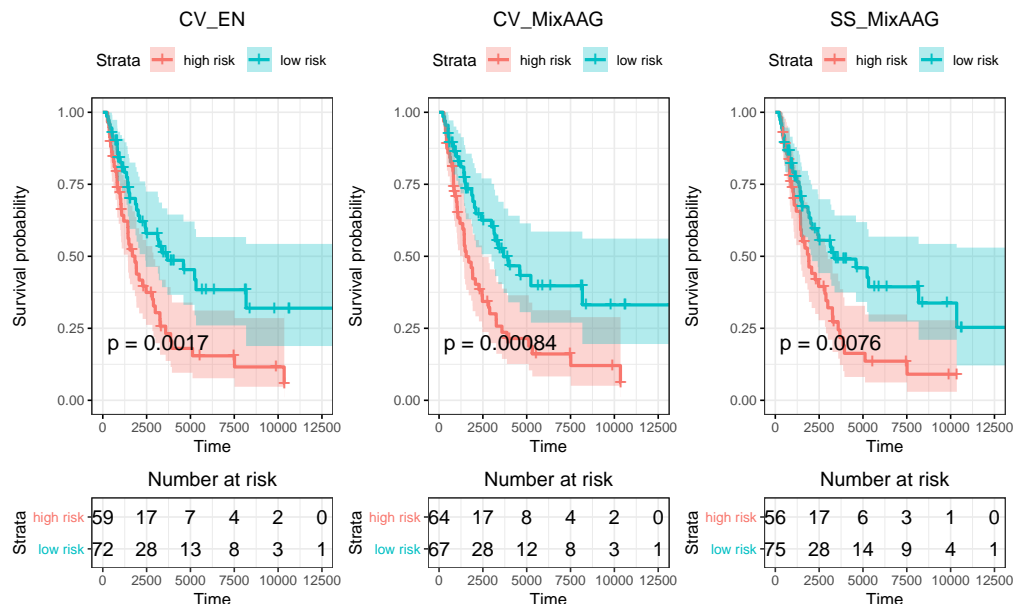 CV_EN
CV_MixAAG
SS_MixAAG
Strata high risk low risk
Strata high risk low risk
Strata high risk low risk
Survival probability
1.00
0.75
0.50
0.25
0.00
p = 0.0017
0 2500 5000 7500 10000 12500
Time
Survival probability
1.00
0.75
0.50
0.25
0.00
p = 0.00084
0 2500 5000 7500 10000 12500
Time
Survival probability
1.00
0.75
0.50
0.25
0.00
p = 0.0076
0 2500 5000 7500 10000 12500
Time
Number at risk
Strata
high risk 59 17 7 4 2 0
low risk 72 28 13 8 3 1
0 2500 5000 7500 10000 12500
Time
Number at risk
Strata
high risk 64 17 8 4 2 0
low risk 67 28 12 8 3 1
0 2500 5000 7500 10000 12500
Time
Number at risk
Strata
high risk 56 17 6 3 1 0
low risk 75 28 14 9 4 1
0 2500 5000 7500 10000 12500
Time